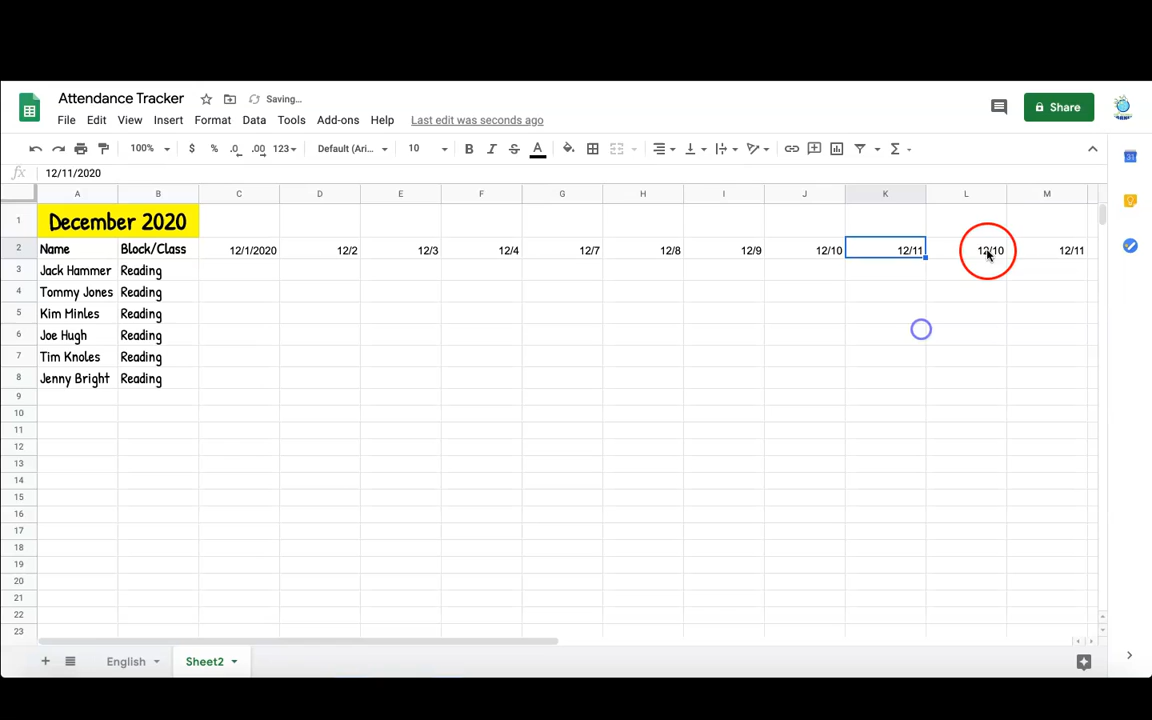 Attendance Tracker Saving... Share
File Edit View Insert Format Data Tools Add-ons Help Last edit was seconds ago
100% $ % .0 .00 123 Default (Ari... 10 B I S A
fx 12/11/2020
A B C D E F G H I J K L M
1 December 2020
2 Name Block/Class 12/1/2020 12/2 12/3 12/4 12/7 12/8 12/9 12/10 12/11 12/10 12/11
3 Jack Hammer Reading
4 Tommy Jones Reading
5 Kim Minles Reading
6 Joe Hugh Reading
7 Tim Knoles Reading
8 Jenny Bright Reading
9
10
11
12
13
14
15
16
17
18
19
20
21
22
23
English Sheet2